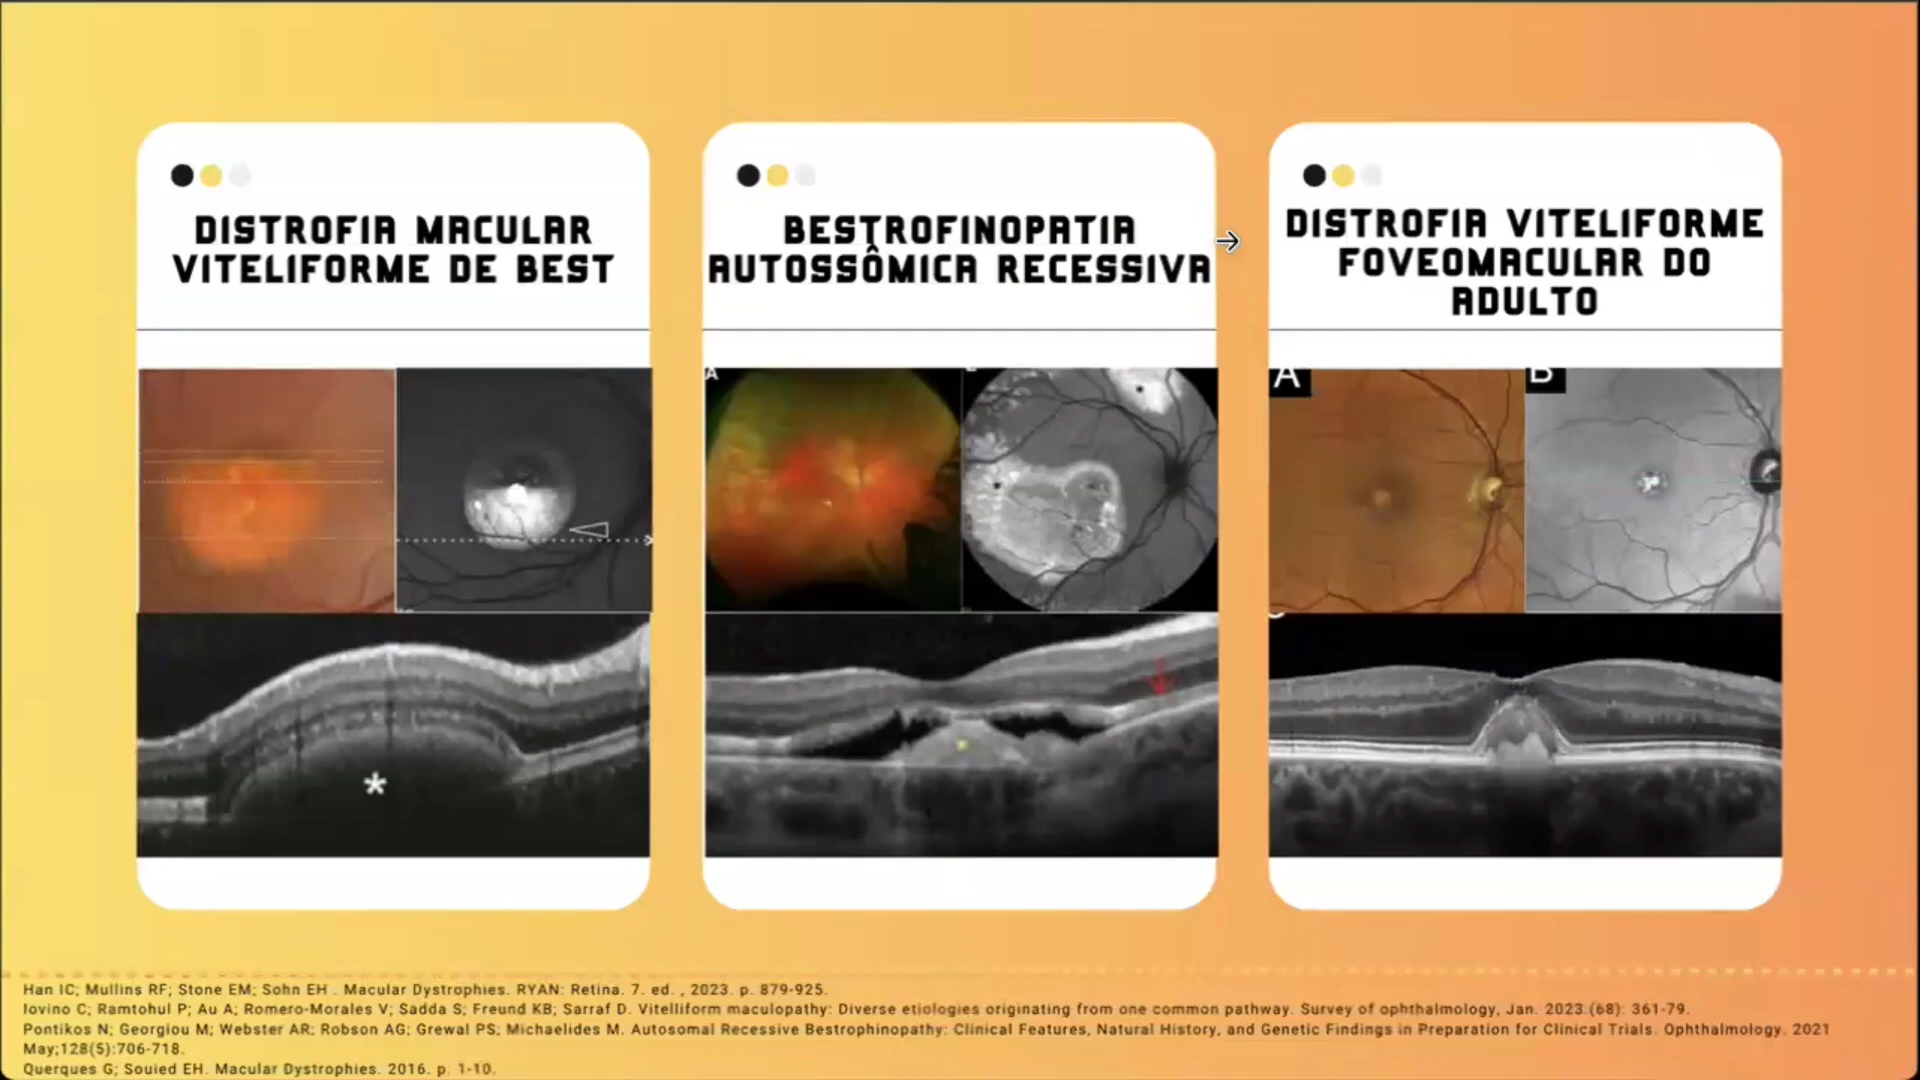 DISTROFIA MACULAR
VITELIFORME DE BEST
BESTROFINOPATIA
AUTOSSÔMICA RECESSIVA
DISTROFIA VITELIFORME
FOVEOMACULAR DO
ADULTO
A
A
B
*
Han IC; Mullins RF; Stone EM; Sohn EH . Macular Dystrophies. RYAN: Retina. 7. ed. , 2023. p. 879-925.
Iovino C; Ramtohul P; Au A; Romero-Morales V; Sadda S; Freund KB; Sarraf D. Vitelliform maculopathy: Diverse etiologies originating from one common pathway. Survey of ophthalmology, Jan. 2023.(68): 361-79.
Pontikos N; Georgiou M; Webster AR; Robson AG; Grewal PS; Michaelides M. Autosomal Recessive Bestrophinopathy: Clinical Features, Natural History, and Genetic Findings in Preparation for Clinical Trials. Ophthalmology. 2021
May;128(5):706-718.
Querques G; Souied EH. Macular Dystrophies. 2016. p. 1-10.